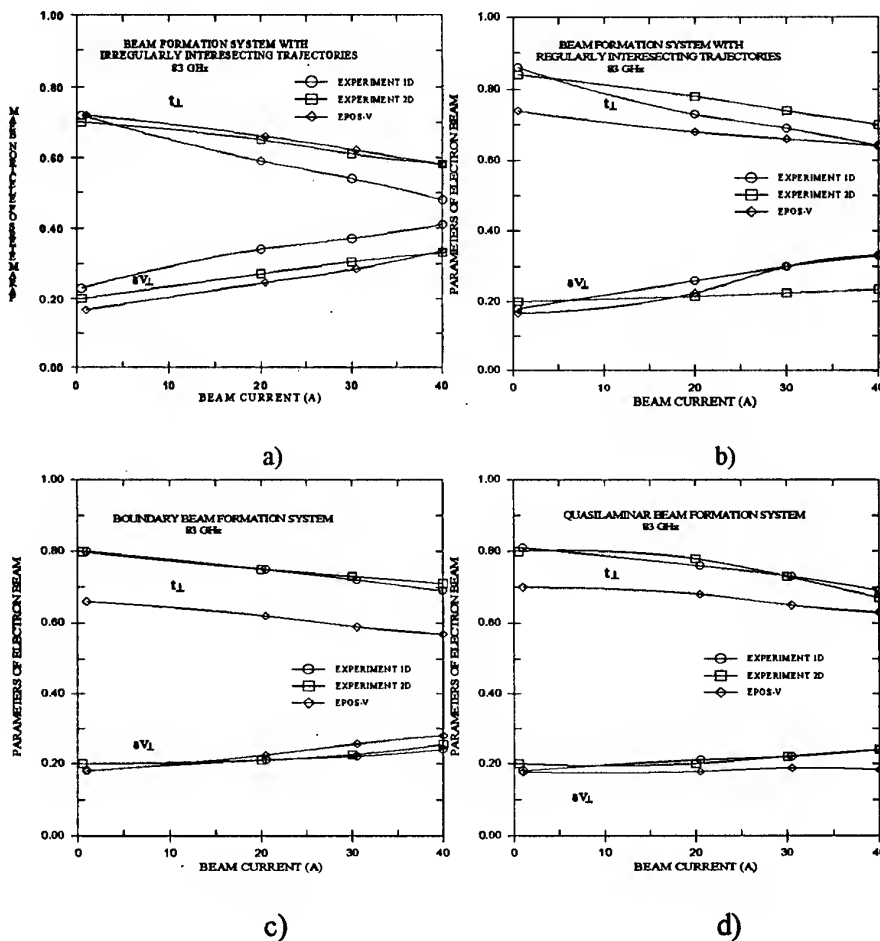 1.00
0.80
0.60
0.40
0.20
0.00
BEAM FORMATION SYSTEM WITH
IRREGULARLY INTERESECTING TRAJECTORIES
83 GHz
EXPERIMENT 1D
EXPERIMENT 2D
EPOS-V
t⊥
δV⊥
0 10 20 30 40
BEAM CURRENT (A)
a)
PARAMETERS OF ELECTRON BEAM
1.00
0.80
0.60
0.40
0.20
0.00
BEAM FORMATION SYSTEM WITH
REGULARLY INTERESECTING TRAJECTORIES
83 GHz
t⊥
EXPERIMENT 1D
EXPERIMENT 2D
EPOS-V
δV⊥
0 10 20 30 40
BEAM CURRENT (A)
b)
PARAMETERS OF ELECTRON BEAM
1.00
0.80
0.60
0.40
0.20
0.00
BOUNDARY BEAM FORMATION SYSTEM
83 GHz
t⊥
EXPERIMENT 1D
EXPERIMENT 2D
EPOS-V
δV⊥
0 10 20 30 40
BEAM CURRENT (A)
c)
PARAMETERS OF ELECTRON BEAM
1.00
0.80
0.60
0.40
0.20
0.00
QUASILAMINAR BEAM FORMATION SYSTEM
83 GHz
t⊥
EXPERIMENT 1D
EXPERIMENT 2D
EPOS-V
δV⊥
0 10 20 30 40
BEAM CURRENT (A)
d)